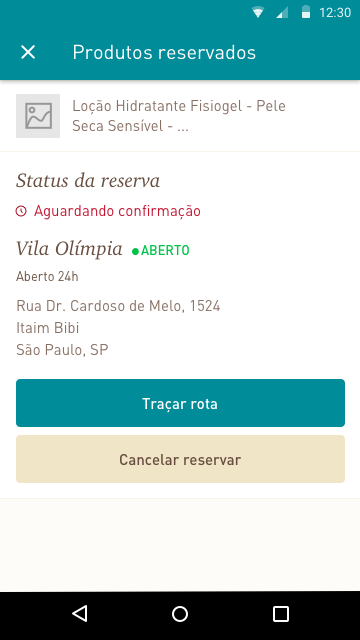 12:30
Produtos reservados
Loção Hidratante Fisiogel - Pele
Seca Sensível - ...
Status da reserva
Aguardando confirmação
Vila Olímpia ABERTO
Aberto 24h
Rua Dr. Cardoso de Melo, 1524
Itaim Bibi
São Paulo, SP
Traçar rota
Cancelar reservar